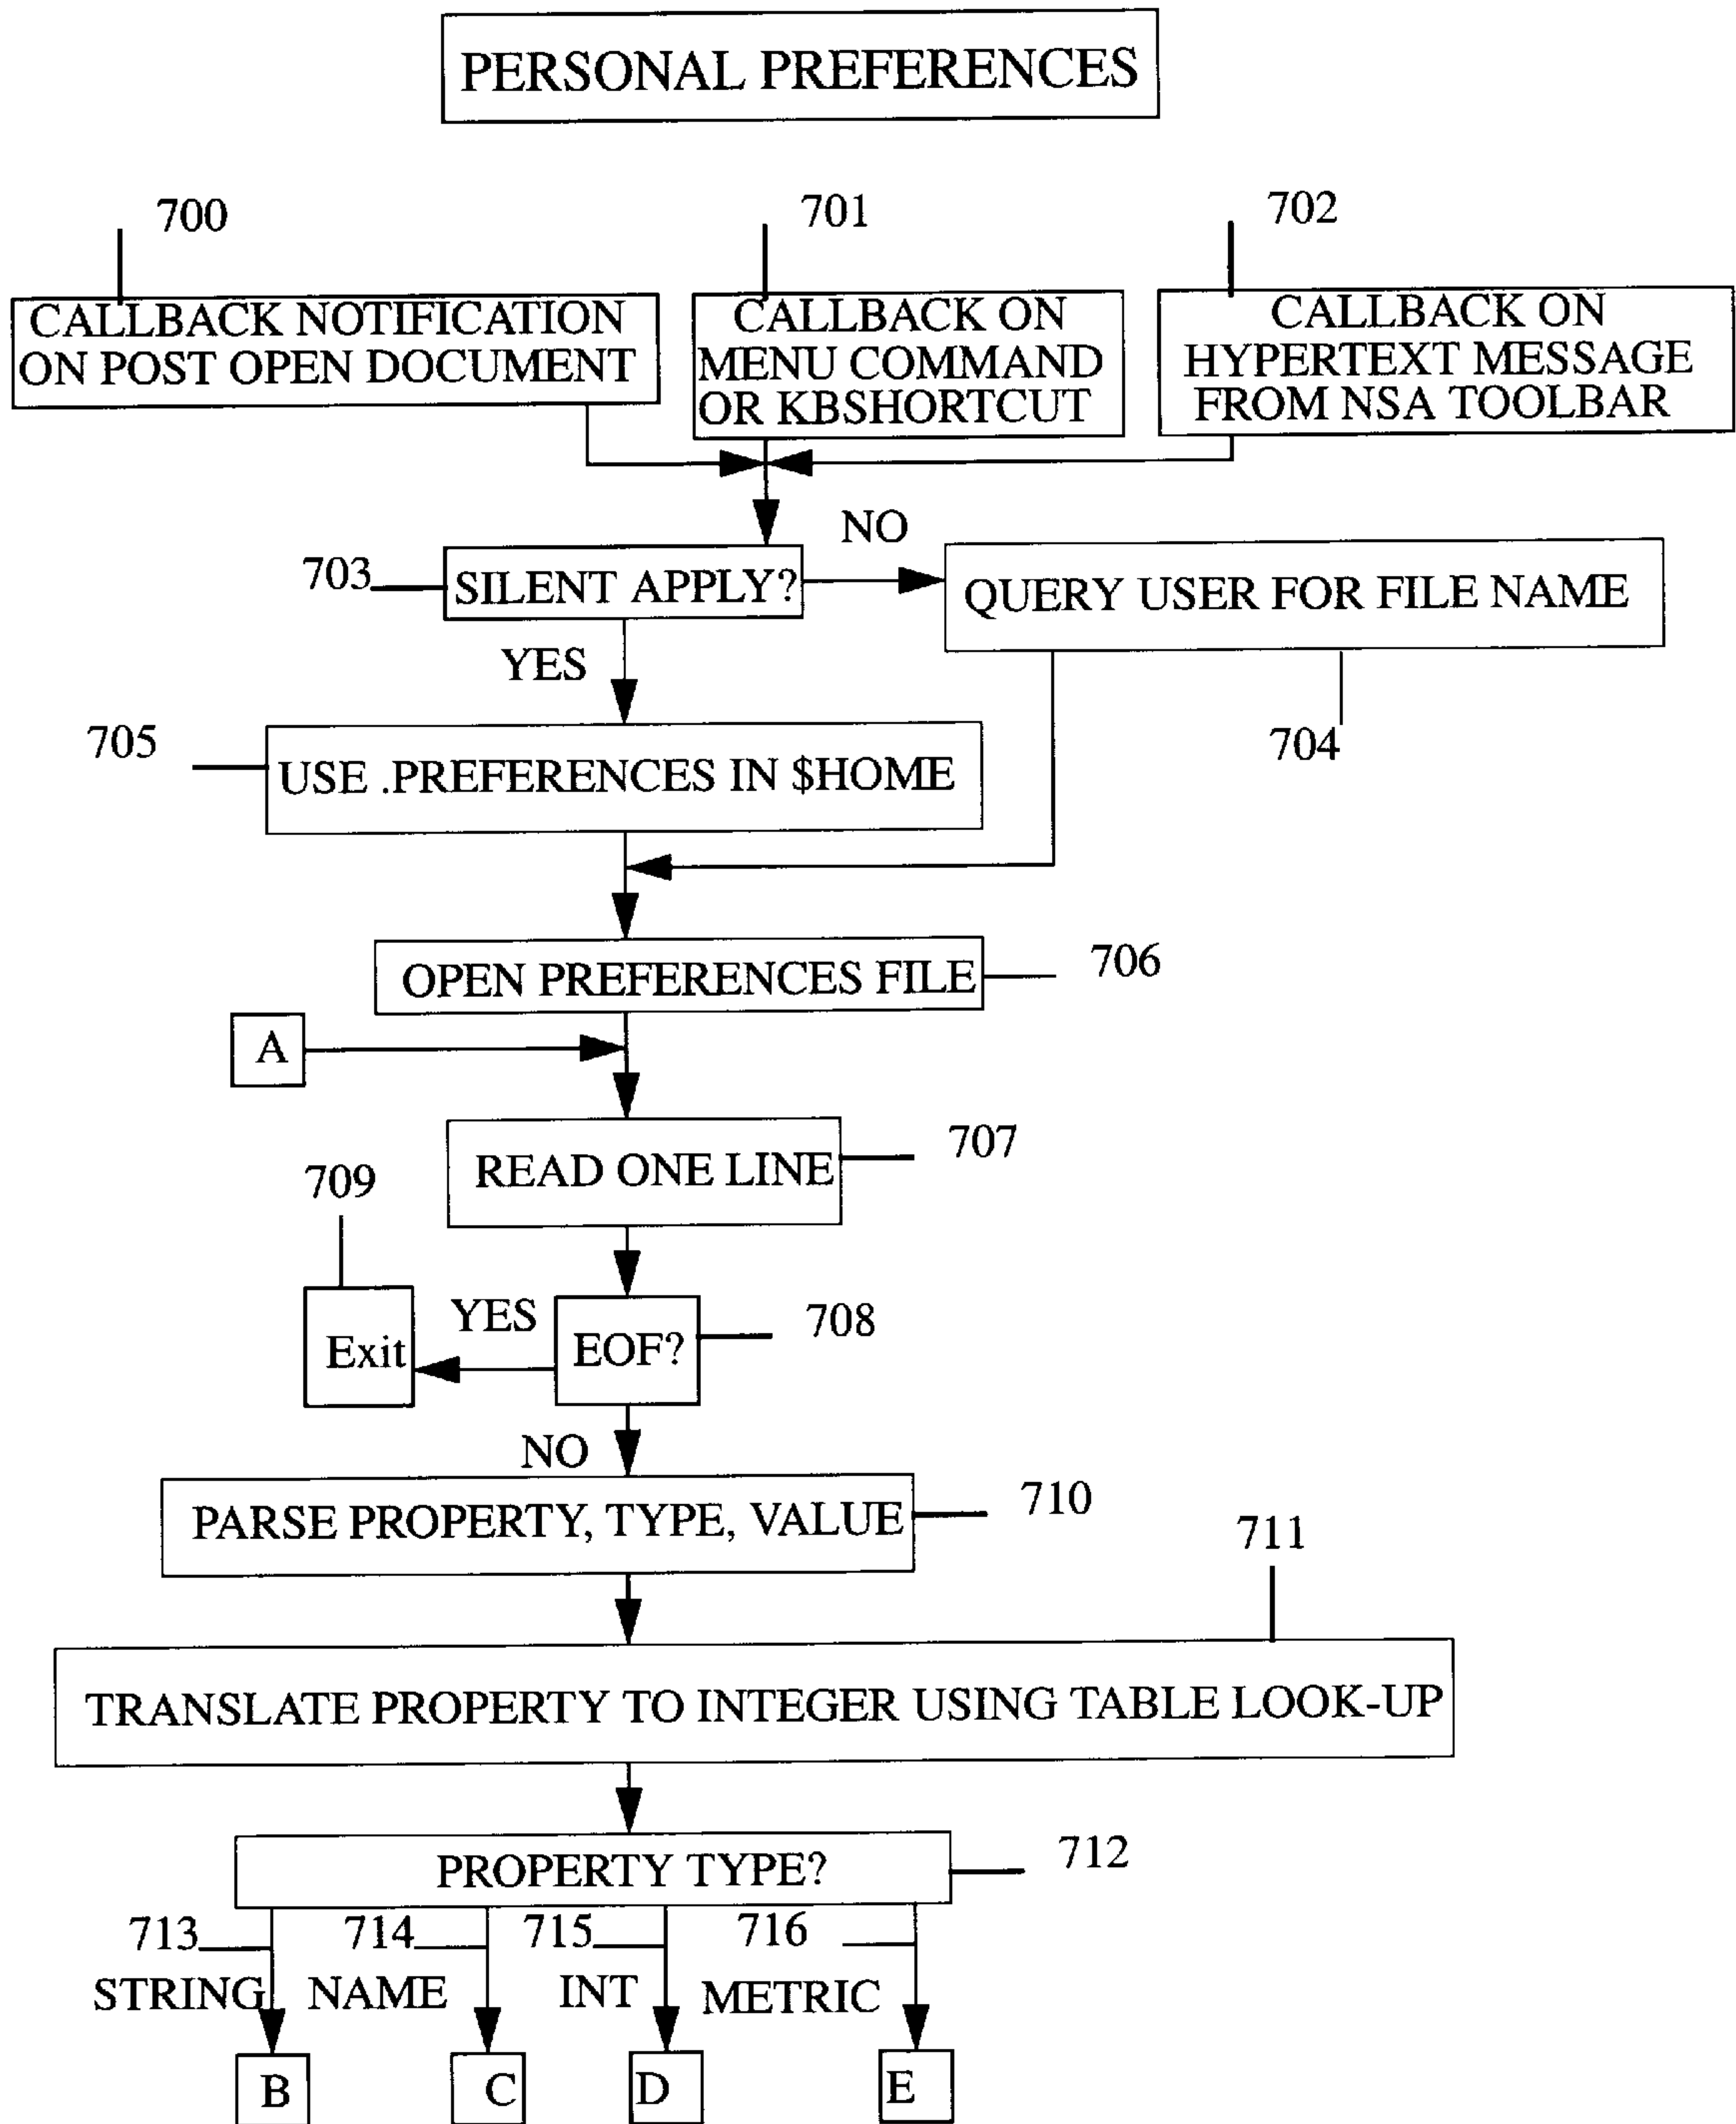 PERSONAL PREFERENCES
700
701
702
CALLBACK NOTIFICATION
ON POST OPEN DOCUMENT
CALLBACK ON
MENU COMMAND
OR KBSHORTCUT
CALLBACK ON
HYPERTEXT MESSAGE
FROM NSA TOOLBAR
NO
703
SILENT APPLY?
QUERY USER FOR FILE NAME
YES
704
705
USE .PREFERENCES IN $HOME
706
OPEN PREFERENCES FILE
A
707
READ ONE LINE
709
YES
708
Exit
EOF?
NO
710
PARSE PROPERTY, TYPE, VALUE
711
TRANSLATE PROPERTY TO INTEGER USING TABLE LOOK-UP
712
PROPERTY TYPE?
713
714
715
716
STRING
NAME
INT
METRIC
B
C
D
E